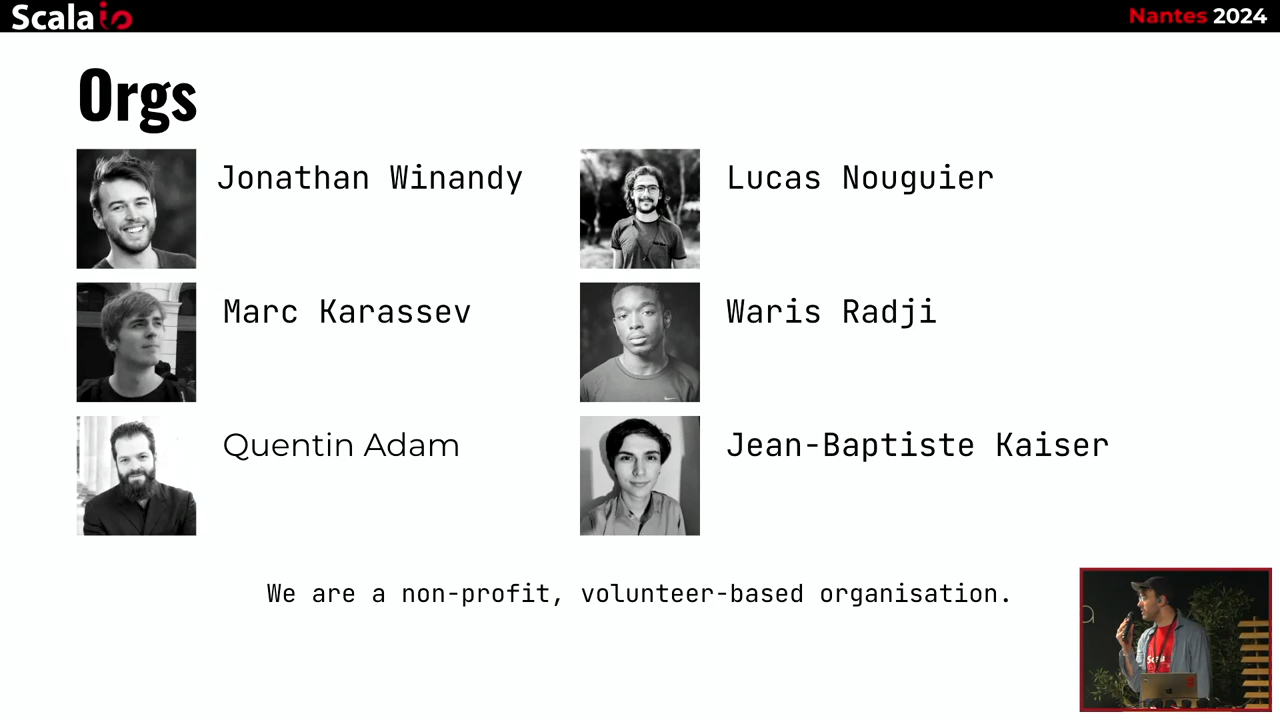 Scala io
Nantes 2024
Orgs
Jonathan Winandy
Lucas Nouguier
Marc Karassev
Waris Radji
Quentin Adam
Jean-Baptiste Kaiser
We are a non-profit, volunteer-based organisation.
a
Scala